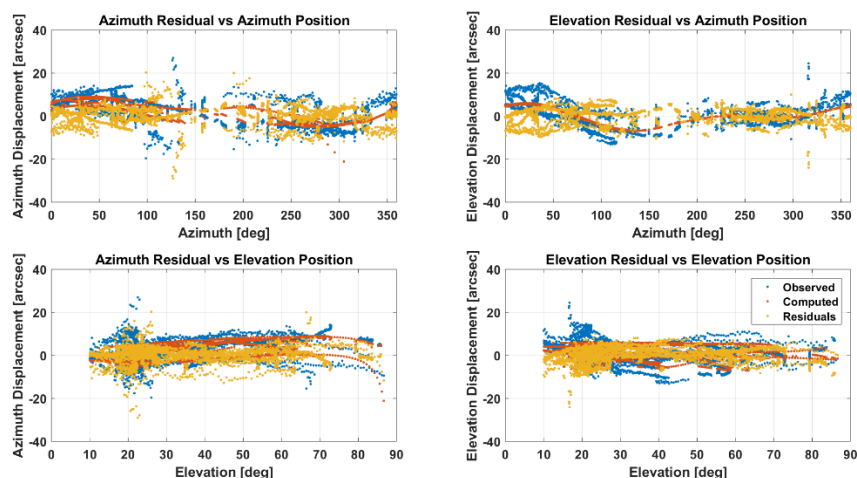 Azimuth Residual vs Azimuth Position
Azimuth Displacement [arcsec]
40
20
0
-20
-40
0 50 100 150 200 250 300 350
Azimuth [deg]
Elevation Residual vs Azimuth Position
Elevation Displacement [arcsec]
40
20
0
-20
-40
0 50 100 150 200 250 300 350
Azimuth [deg]
Azimuth Residual vs Elevation Position
Azimuth Displacement [arcsec]
40
20
0
-20
-40
0 10 20 30 40 50 60 70 80 90
Elevation [deg]
Elevation Residual vs Elevation Position
Elevation Displacement [arcsec]
40
20
0
-20
-40
0 10 20 30 40 50 60 70 80 90
Elevation [deg]
Observed
Computed
Residuals